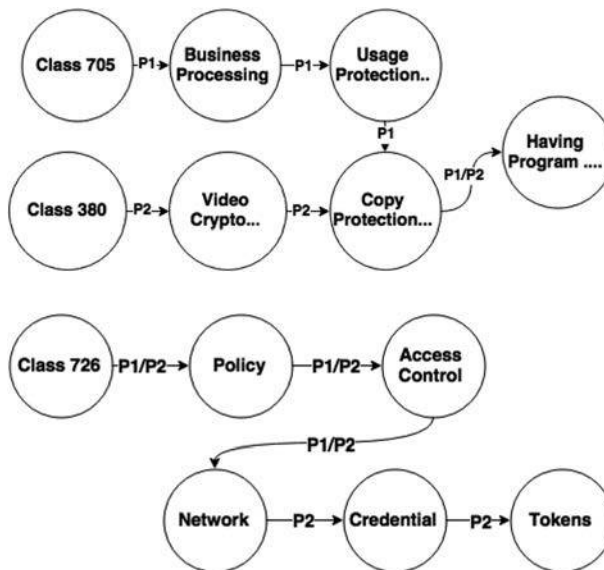 Class 705
P1
Business
Processing
P1
Usage
Protection..
P1
Having
Program ....
P1/P2
Class 380
P2
Video
Crypto...
P2
Copy
Protection...
Class 726
P1/P2
Policy
P1/P2
Access
Control
P1/P2
Network
P2
Credential
P2
Tokens